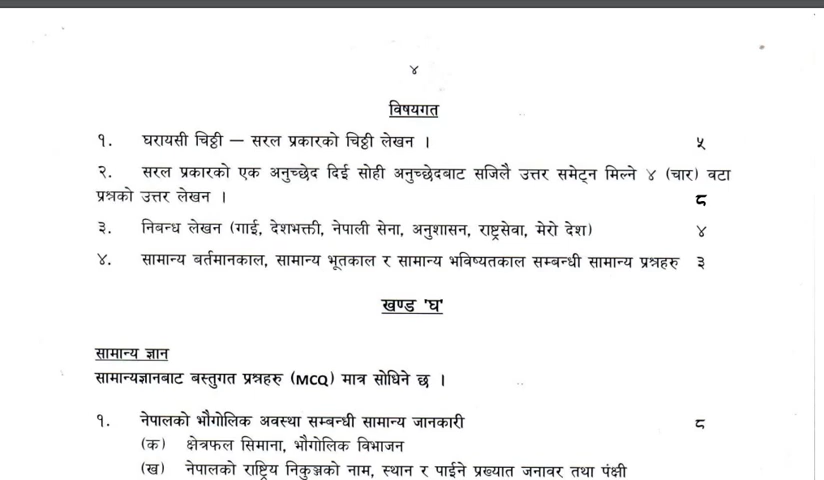 ४
विषयगत
१. घरायसी चिठ्ठी — सरल प्रकारको चिठ्ठी लेखन । ५
२. सरल प्रकारको एक अनुच्छेद दिई सोही अनुच्छेदबाट सजिलै उत्तर समेट्न मिल्ने ४ (चार) वटा
प्रश्नको उत्तर लेखन । ८
३. निबन्ध लेखन (गाई, देशभक्ती, नेपाली सेना, अनुशासन, राष्ट्रसेवा, मेरो देश) ४
४. सामान्य बर्तमानकाल, सामान्य भूतकाल र सामान्य भविष्यतकाल सम्बन्धी सामान्य प्रश्नहरु ३
खण्ड 'घ'
सामान्य ज्ञान
सामान्यज्ञानबाट बस्तुगत प्रश्नहरु (MCQ) मात्र सोधिने छ ।
१. नेपालको भौगोलिक अवस्था सम्बन्धी सामान्य जानकारी ८
(क) क्षेत्रफल सिमाना, भौगोलिक विभाजन
(ख) नेपालको राष्ट्रिय निकुञ्जको नाम, स्थान र पाईने प्रख्यात जनावर तथा पंक्षी